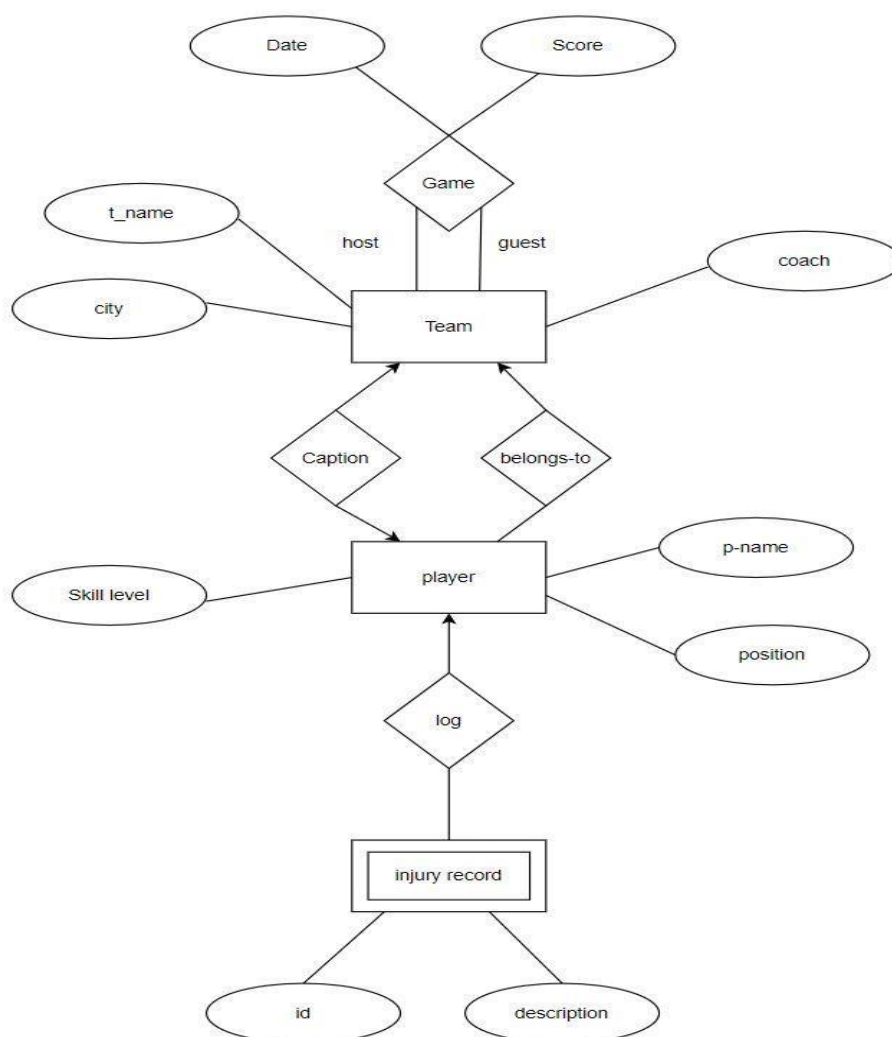 Date
Score
Game
t_name
host
guest
coach
city
Team
Caption
belongs-to
p-name
player
Skill level
position
log
injury record
id
description